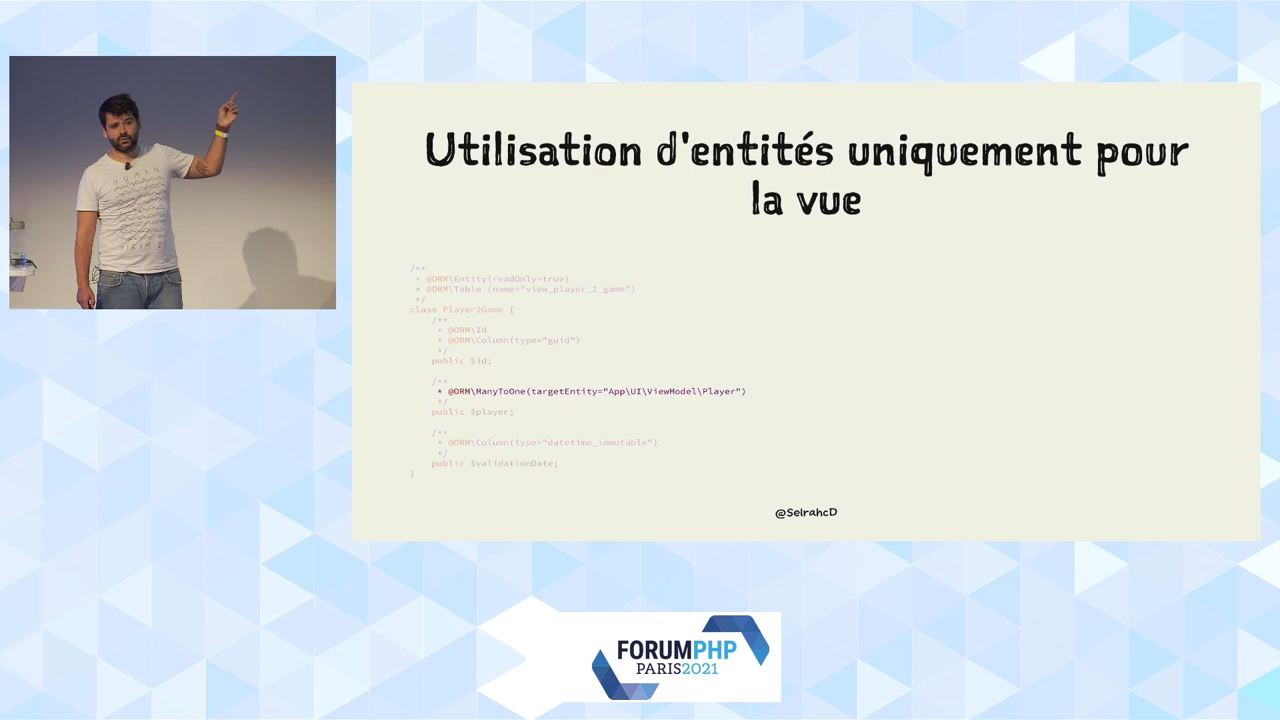 Utilisation d'entités uniquement pour
la vue
/**
 * @ORM\Entity(readOnly=true)
 * @ORM\Table (name="view_player_2_game")
 */
class Player2Game {
    /**
     * @ORM\Id
     * @ORM\Column(type="guid")
     */
    public $id;
    /**
     * @ORM\ManyToOne(targetEntity="App\UI\ViewModel\Player")
     */
    public $player;
    /**
     * @ORM\Column(type="datetime_immutable")
     */
    public $validationDate;
}
@SelrahcD
HUMAN
FORUMPHP
PARIS2021